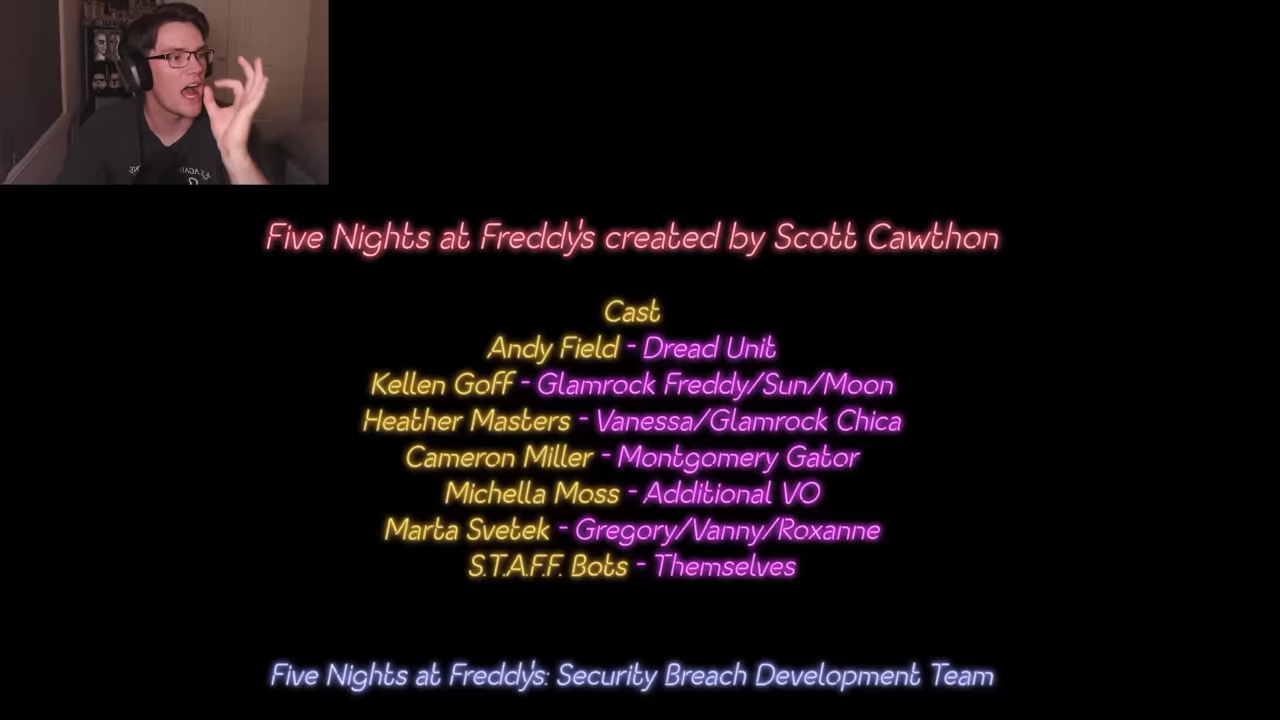 Five Nights at Freddy's created by Scott Cawthon
Cast
Andy Field - Dread Unit
Kellen Goff - Glamrock Freddy/Sun/Moon
Heather Masters - Vanessa/Glamrock Chica
Cameron Miller - Montgomery Gator
Michella Moss - Additional VO
Marta Svetek - Gregory/Vanny/Roxanne
S.T.A.F.F. Bots - Themselves
Five Nights at Freddy's: Security Breach Development Team